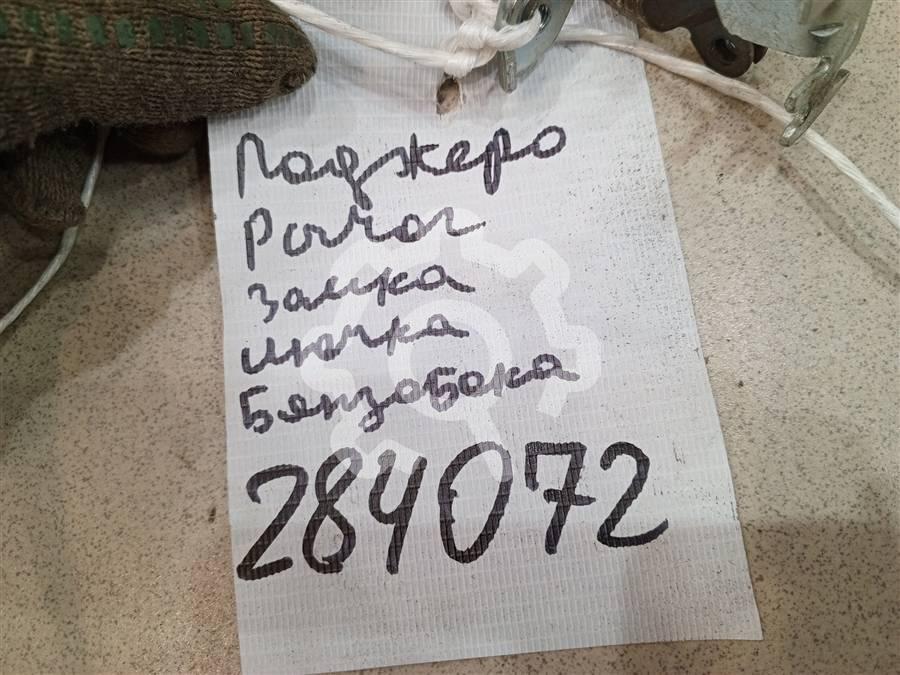 Паджеро
Рычаг
Замка
Лючка
Бензобака
284072